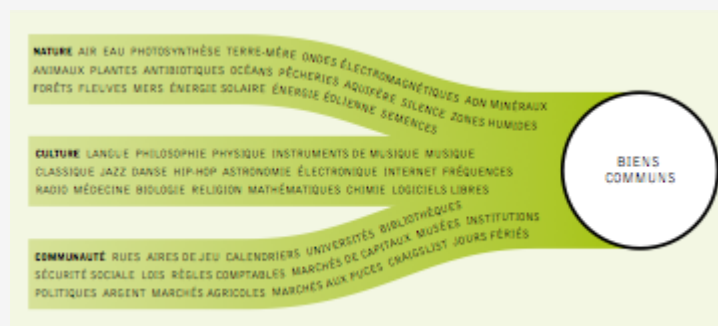 NATURE AIR EAU PHOTOSYNTHÈSE TERRE-MÈRE ONDES ÉLECTROMAGNÉTIQUES ADN MINÉRAUX
ANIMAUX PLANTES ANTIBIOTIQUES OCÉANS PÊCHERIES AQUIFÈRE SILENCE ZONES HUMIDES
FORÊTS FLEUVES MERS ÉNERGIE SOLAIRE ÉNERGIE ÉOLIENNE SEMENCES
CULTURE LANGUE PHILOSOPHIE PHYSIQUE INSTRUMENTS DE MUSIQUE MUSIQUE
CLASSIQUE JAZZ DANSE HIP-HOP ASTRONOMIE ÉLECTRONIQUE INTERNET FRÉQUENCES
RADIO MÉDECINE BIOLOGIE RELIGION MATHÉMATIQUES CHIMIE LOGICIELS LIBRES
COMMUNAUTÉ RUES AIRES DE JEU CALENDRIERS UNIVERSITÉS BIBLIOTHÈQUES
SÉCURITÉ SOCIALE LOIS RÈGLES COMPTABLES MARCHÉS DE CAPITAUX MUSÉES INSTITUTIONS
POLITIQUES ARGENT MARCHÉS AGRICOLES MARCHÉS AUX PUCES CRAIGSLIST JOURS FÉRIÉS
BIENS
COMMUNS